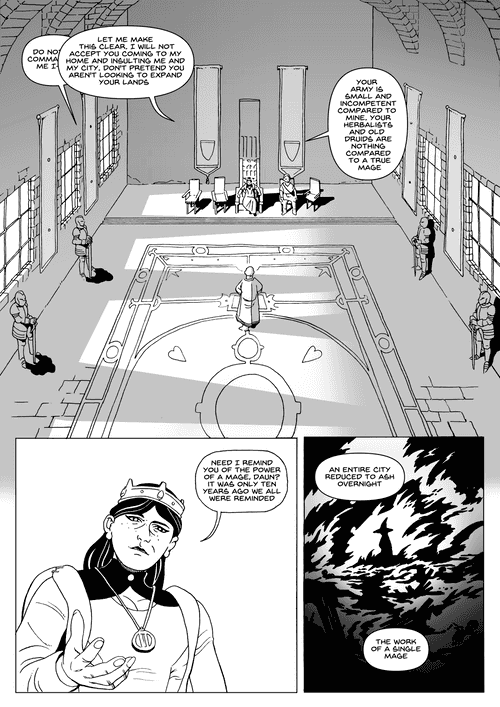 DO NO
COMMA
ME I
LET ME MAKE
THIS CLEAR, I WILL NOT
ACCEPT YOU COMING TO MY
HOME AND INSULTING ME AND
MY CITY, DON'T PRETEND YOU
AREN'T LOOKING TO EXPAND
YOUR LANDS
YOUR
ARMY IS
SMALL AND
INCOMPETENT
COMPARED TO
MINE, YOUR
HERBALISTS
AND OLD
DRUIDS ARE
NOTHING
COMPARED
TO A TRUE
MAGE
NEED I REMIND
YOU OF THE POWER
OF A MAGE, DAUN?
IT WAS ONLY TEN
YEARS AGO WE ALL
WERE REMINDED
AN ENTIRE CITY
REDUCED TO ASH
OVERNIGHT
THE WORK
OF A SINGLE
MAGE